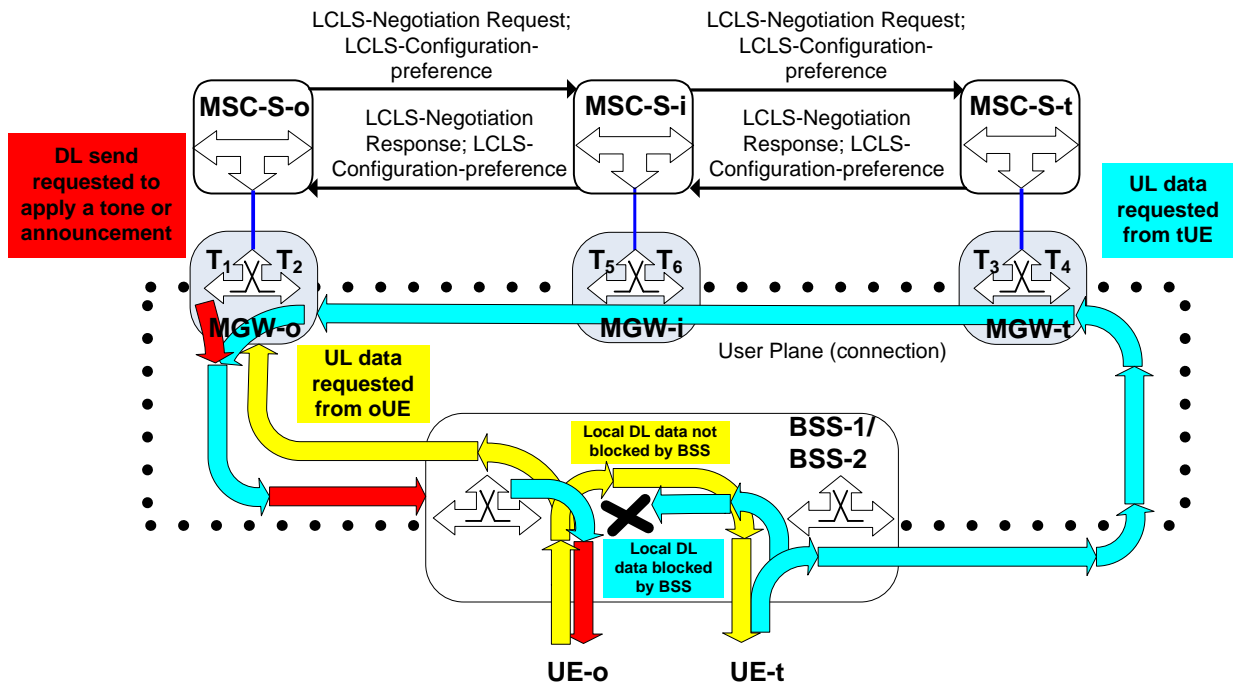 LCLS-Negotiation Request;
LCLS-Configuration-
preference
LCLS-Negotiation Request;
LCLS-Configuration-
preference
MSC-S-o
MSC-S-i
MSC-S-t
LCLS-Negotiation
Response; LCLS-
Configuration-preference
LCLS-Negotiation
Response; LCLS-
Configuration-preference
DL send
requested to
apply a tone or
announcement
UL data
requested
from tUE
T1 T2
T5 T6
T3 T4
MGW-o
MGW-i
MGW-t
User Plane (connection)
UL data
requested
from oUE
Local DL data not
blocked by BSS
BSS-1/
BSS-2
Local DL
data blocked
by BSS
UE-o
UE-t